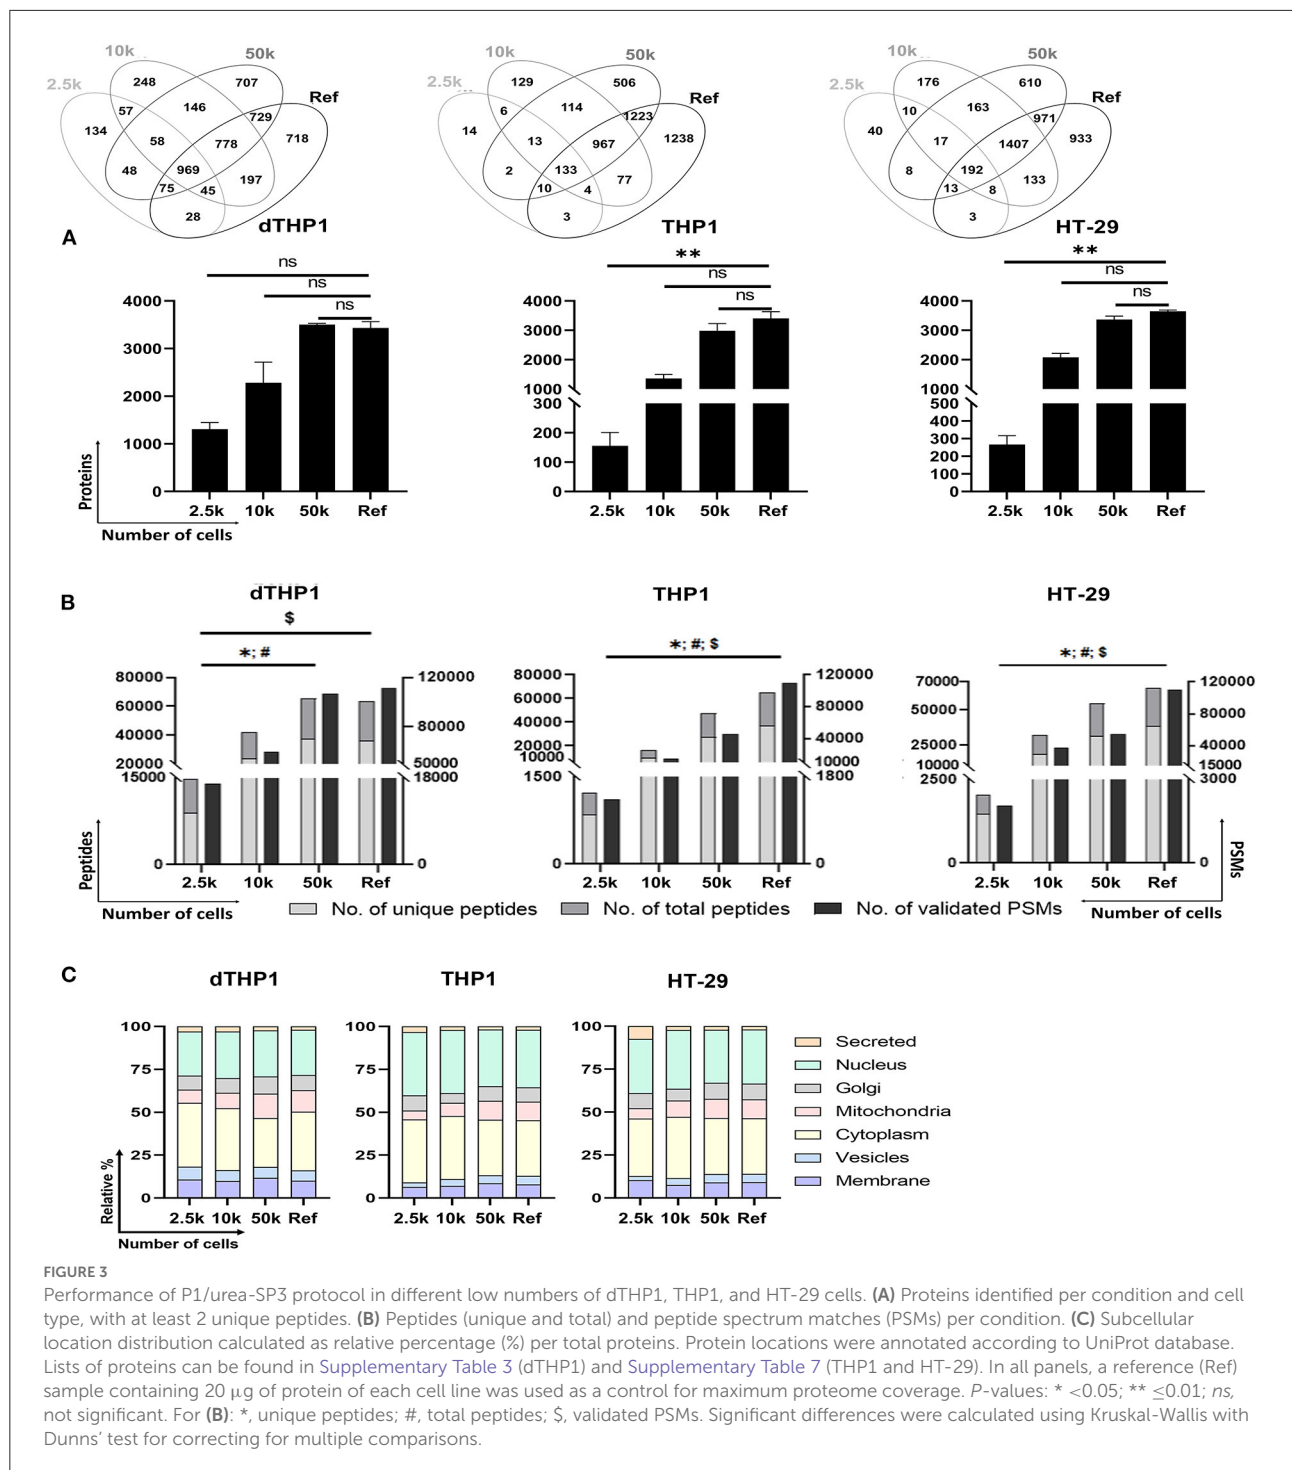 10k
50k
2.5k
Ref
248
707
57
146
729
134
58
778
718
48
969
75
45
197
28
dTHP1
10k
50k
2.5k
Ref
129
506
6
114
1223
14
13
967
1238
2
133
10
4
77
3
THP1
10k
50k
2.5k
Ref
176
610
10
163
971
40
17
1407
933
8
192
13
8
133
3
HT-29
A
ns
ns
ns
4000
3000
2000
1000
0
2.5k 10k 50k Ref
Proteins
Number of cells
**
ns
ns
4000
3000
2000
1000
300
200
100
0
2.5k 10k 50k Ref
**
ns
ns
4000
3000
2000
1000
500
400
300
200
100
0
2.5k 10k 50k Ref
B
dTHP1
$
*; #
80000
60000
40000
20000
15000
0
120000
80000
50000
18000
0
2.5k 10k 50k Ref
Peptides
Number of cells
THP1
*; #; $
80000
60000
40000
20000
10000
1500
0
120000
80000
40000
10000
1800
0
2.5k 10k 50k Ref
HT-29
*; #; $
70000
50000
25000
10000
2500
0
120000
80000
40000
15000
3000
0
2.5k 10k 50k Ref
PSMs
Number of cells
No. of unique peptides No. of total peptides No. of validated PSMs
C
dTHP1
100
75
50
25
0
2.5k 10k 50k Ref
Relative %
Number of cells
THP1
100
75
50
25
0
2.5k 10k 50k Ref
HT-29
100
75
50
25
0
2.5k 10k 50k Ref
Secreted
Nucleus
Golgi
Mitochondria
Cytoplasm
Vesicles
Membrane
FIGURE 3
Performance of P1/urea-SP3 protocol in different low numbers of dTHP1, THP1, and HT-29 cells. (A) Proteins identified per condition and cell
type, with at least 2 unique peptides. (B) Peptides (unique and total) and peptide spectrum matches (PSMs) per condition. (C) Subcellular
location distribution calculated as relative percentage (%) per total proteins. Protein locations were annotated according to UniProt database.
Lists of proteins can be found in Supplementary Table 3 (dTHP1) and Supplementary Table 7 (THP1 and HT-29). In all panels, a reference (Ref)
sample containing 20 μg of protein of each cell line was used as a control for maximum proteome coverage. P-values: * <0.05; ** ≤0.01; ns,
not significant. For (B): *, unique peptides; #, total peptides; $, validated PSMs. Significant differences were calculated using Kruskal-Wallis with
Dunns' test for correcting for multiple comparisons.